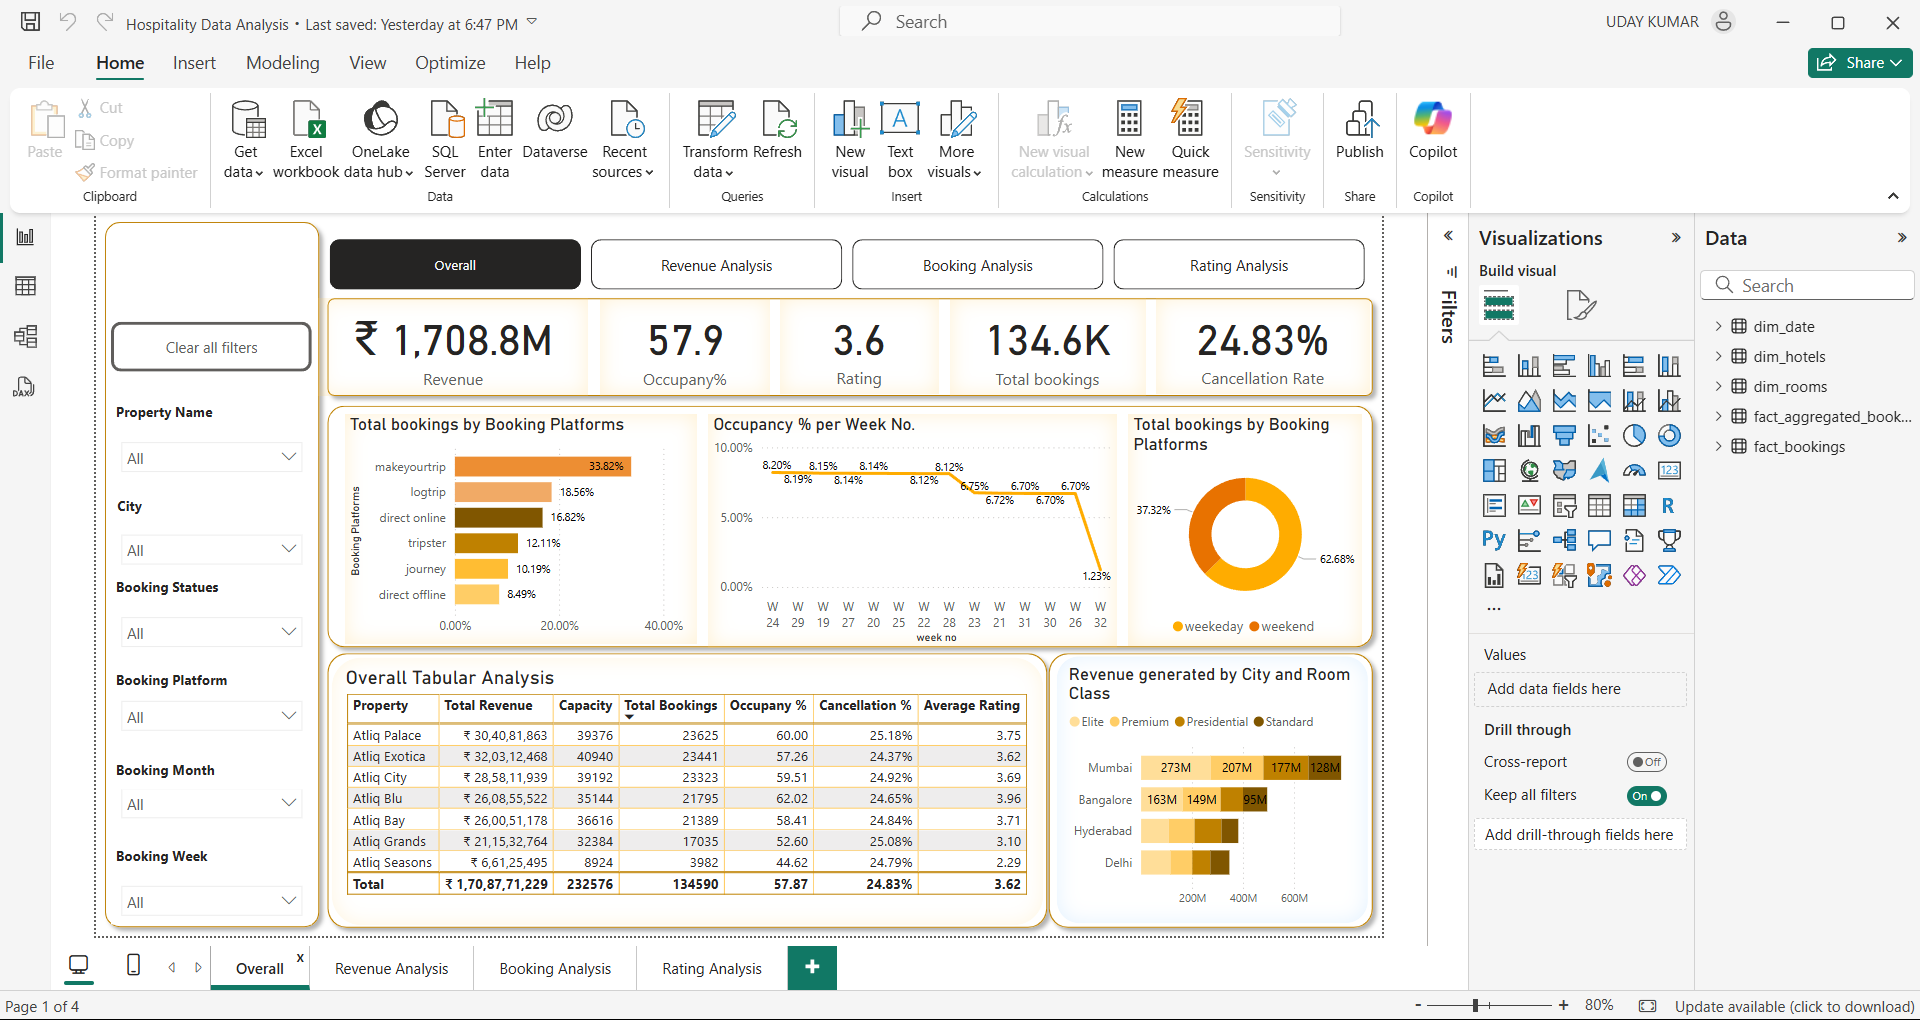 Hospitality Data Analysis • Last saved: Yesterday at 6:47 PM
Search
UDAY KUMAR
File Home Insert Modeling View Optimize Help
Share
Paste
Cut
Copy
Format painter
Clipboard
Get data
Excel workbook
OneLake data hub
SQL Server
Enter data
Dataverse
Recent sources
Data
Transform data
Refresh
Queries
New visual
Text box
More visuals
Insert
New visual calculation
New measure
Quick measure
Calculations
Sensitivity
Sensitivity
Publish
Share
Copilot
Copilot
DAX
Clear all filters
Property Name
All
City
All
Booking Statues
All
Booking Platform
All
Booking Month
All
Booking Week
All
Overall
Revenue Analysis
Booking Analysis
Rating Analysis
₹ 1,708.8M
Revenue
57.9
Occupany%
3.6
Rating
134.6K
Total bookings
24.83%
Cancellation Rate
Total bookings by Booking Platforms
Booking Platforms
makeyourtrip 33.82%
logtrip 18.56%
direct online 16.82%
tripster 12.11%
journey 10.19%
direct offline 8.49%
0.00% 20.00% 40.00%
Occupancy % per Week No.
10.00%
5.00%
0.00%
8.20% 8.19% 8.15% 8.14% 8.14% 8.12% 8.12% 6.75% 6.72% 6.70% 6.70% 6.70% 1.23%
W W W W W W W W W W W W W W
24 29 19 27 20 25 22 28 23 21 31 30 26 32
week no
Total bookings by Booking Platforms
37.32%
62.68%
weekeday weekend
Overall Tabular Analysis
Property Total Revenue Capacity Total Bookings Occupany % Cancellation % Average Rating
Atliq Palace ₹ 30,40,81,863 39376 23625 60.00 25.18% 3.75
Atliq Exotica ₹ 32,03,12,468 40940 23441 57.26 24.37% 3.62
Atliq City ₹ 28,58,11,939 39192 23323 59.51 24.92% 3.69
Atliq Blu ₹ 26,08,55,522 35144 21795 62.02 24.65% 3.96
Atliq Bay ₹ 26,00,51,178 36616 21389 58.41 24.84% 3.71
Atliq Grands ₹ 21,15,32,764 32384 17035 52.60 25.08% 3.10
Atliq Seasons ₹ 6,61,25,495 8924 3982 44.62 24.79% 2.29
Total ₹ 1,70,87,71,229 232576 134590 57.87 24.83% 3.62
Revenue generated by City and Room Class
Elite Premium Presidential Standard
Mumbai 273M 207M 177M 128M
Bangalore 163M 149M 95M
Hyderabad
Delhi
200M 400M 600M
Filters
Visualizations
Build visual
123
R
Py
123
...
Values
Add data fields here
Drill through
Cross-report Off
Keep all filters On
Add drill-through fields here
Data
Search
dim_date
dim_hotels
dim_rooms
fact_aggregated_book...
fact_bookings
Overall x
Revenue Analysis
Booking Analysis
Rating Analysis
+
Page 1 of 4
- + 80%
Update available (click to download)